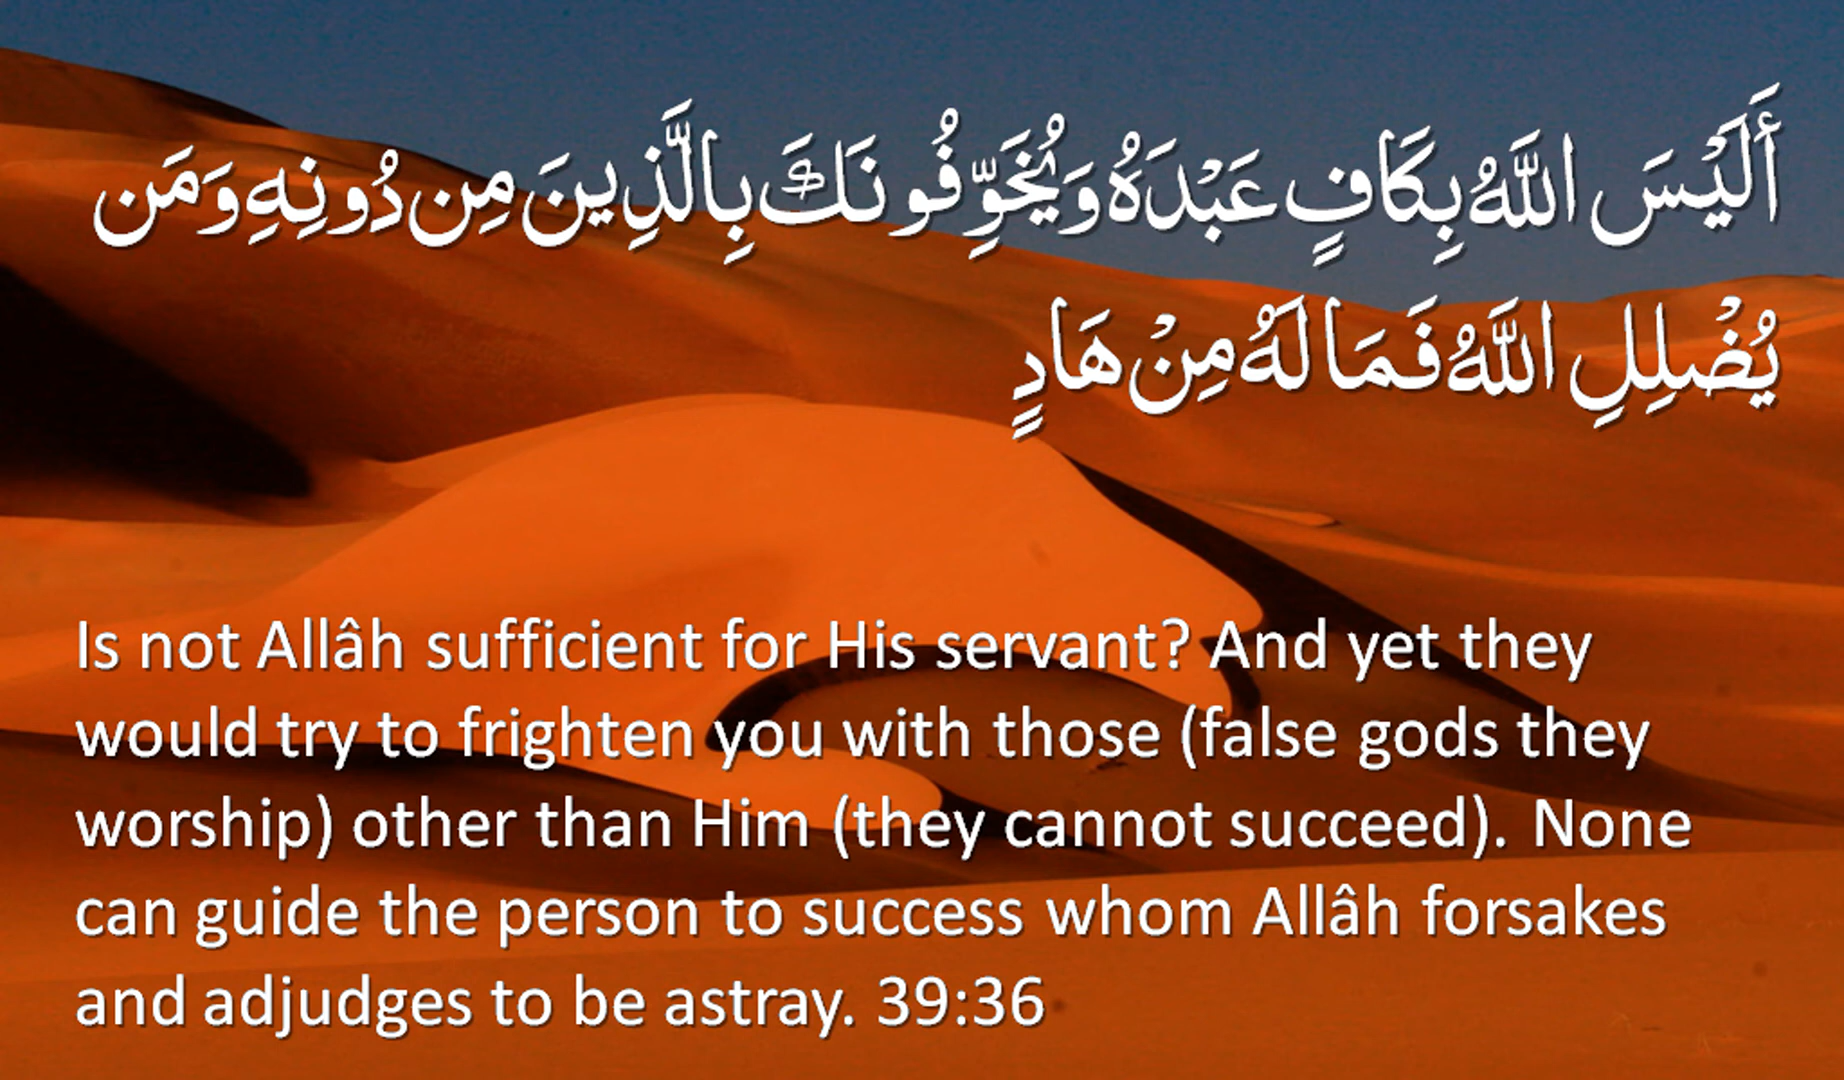 أَلَيْسَ اللَّهُ بِكَافٍ عَبْدَهُ وَيُخَوِّفُونَكَ بِالَّذِينَ مِن دُونِهِ وَمَن
يُضْلِلِ اللَّهُ فَمَا لَهُ مِنْ هَادٍ
Is not Allâh sufficient for His servant? And yet they
would try to frighten you with those (false gods they
worship) other than Him (they cannot succeed). None
can guide the person to success whom Allâh forsakes
and adjudges to be astray. 39:36